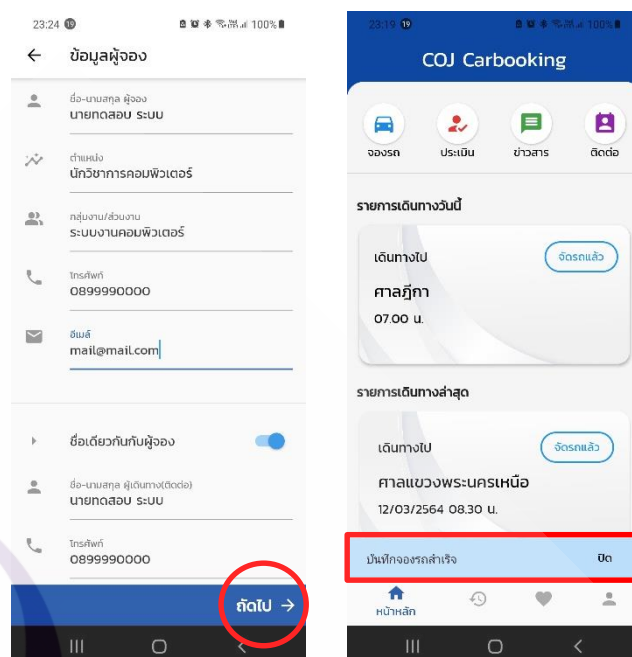 23:24 19 100%
ข้อมูลผู้จอง
ชื่อ-นามสกุล ผู้จอง
นายทดสอบ ระบบ
ตำแหน่ง
นักวิชาการคอมพิวเตอร์
กลุ่มงาน/ส่วนงาน
ระบบงานคอมพิวเตอร์
โทรศัพท์
0899990000
อีเมล์
mail@mail.com
ชื่อเดียวกันกับผู้จอง
ชื่อ-นามสกุล ผู้เดินทาง(ติดต่อ)
นายทดสอบ ระบบ
โทรศัพท์
0899990000
ถัดไป
23:19 19 100%
COJ Carbooking
จองรถ ประเมิน ข่าวสาร ติดต่อ
รายการเดินทางวันนี้
เดินทางไป จัดรถแล้ว
ศาลฎีกา
07.00 น.
รายการเดินทางล่าสุด
เดินทางไป จัดรถแล้ว
ศาลแขวงพระนครเหนือ
12/03/2564 08.30 น.
บันทึกจองรถสำเร็จ ปิด
หน้าหลัก